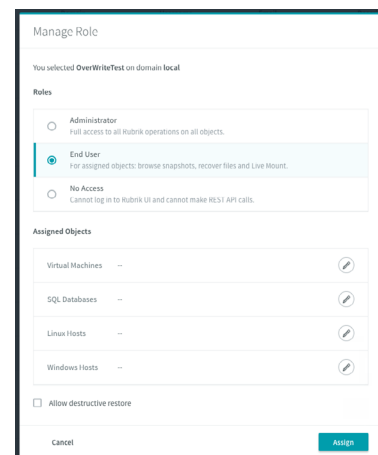 Manage Role
You selected OverWriteTest on domain local
Roles
Administrator
Full access to all Rubrik operations on all objects.
End User
For assigned objects: browse snapshots, recover files and Live Mount.
No Access
Cannot log in to Rubrik UI and cannot make REST API calls.
Assigned Objects
Virtual Machines –
SQL Databases –
Linux Hosts –
Windows Hosts –
Allow destructive restore
Cancel Assign